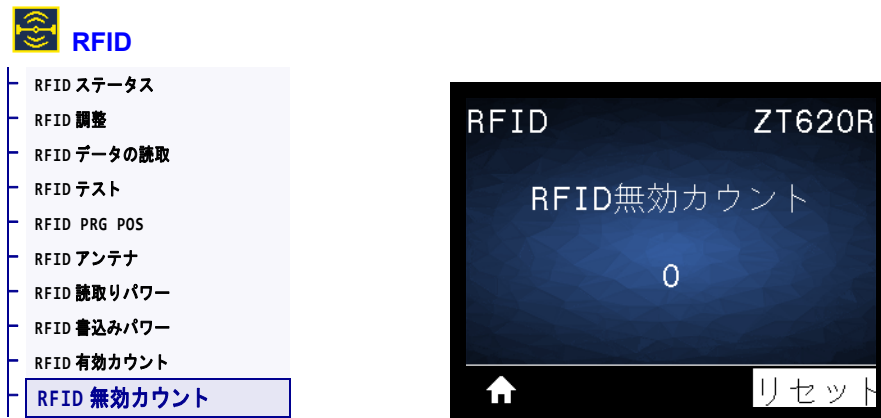 RFID
RFID ステータス
RFID 調整
RFID データの読取
RFID テスト
RFID PRG POS
RFID アンテナ
RFID 読取りパワー
RFID 書込みパワー
RFID 有効カウント
RFID 無効カウント
RFID ZT620R
RFID無効カウント
0
リセット